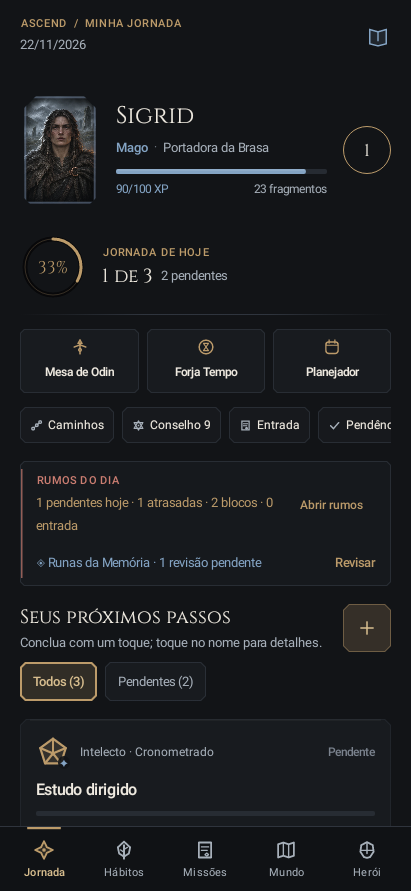 ASCEND / MINHA JORNADA
22/11/2026
Sigrid
Mago · Portadora da Brasa
90/100 XP 23 fragmentos
1
33%
JORNADA DE HOJE
1 de 3 2 pendentes
Mesa de Odin Forja Tempo Planejador
Caminhos Conselho 9 Entrada Pendênc
RUMOS DO DIA
1 pendentes hoje · 1 atrasadas · 2 blocos · 0
entrada
Abrir rumos
Runas da Memória · 1 revisão pendente Revisar
Seus próximos passos
Conclua com um toque; toque no nome para detalhes.
+
Todos (3) Pendentes (2)
Intelecto · Cronometrado Pendente
Estudo dirigido
Jornada Hábitos Missões Mundo Herói